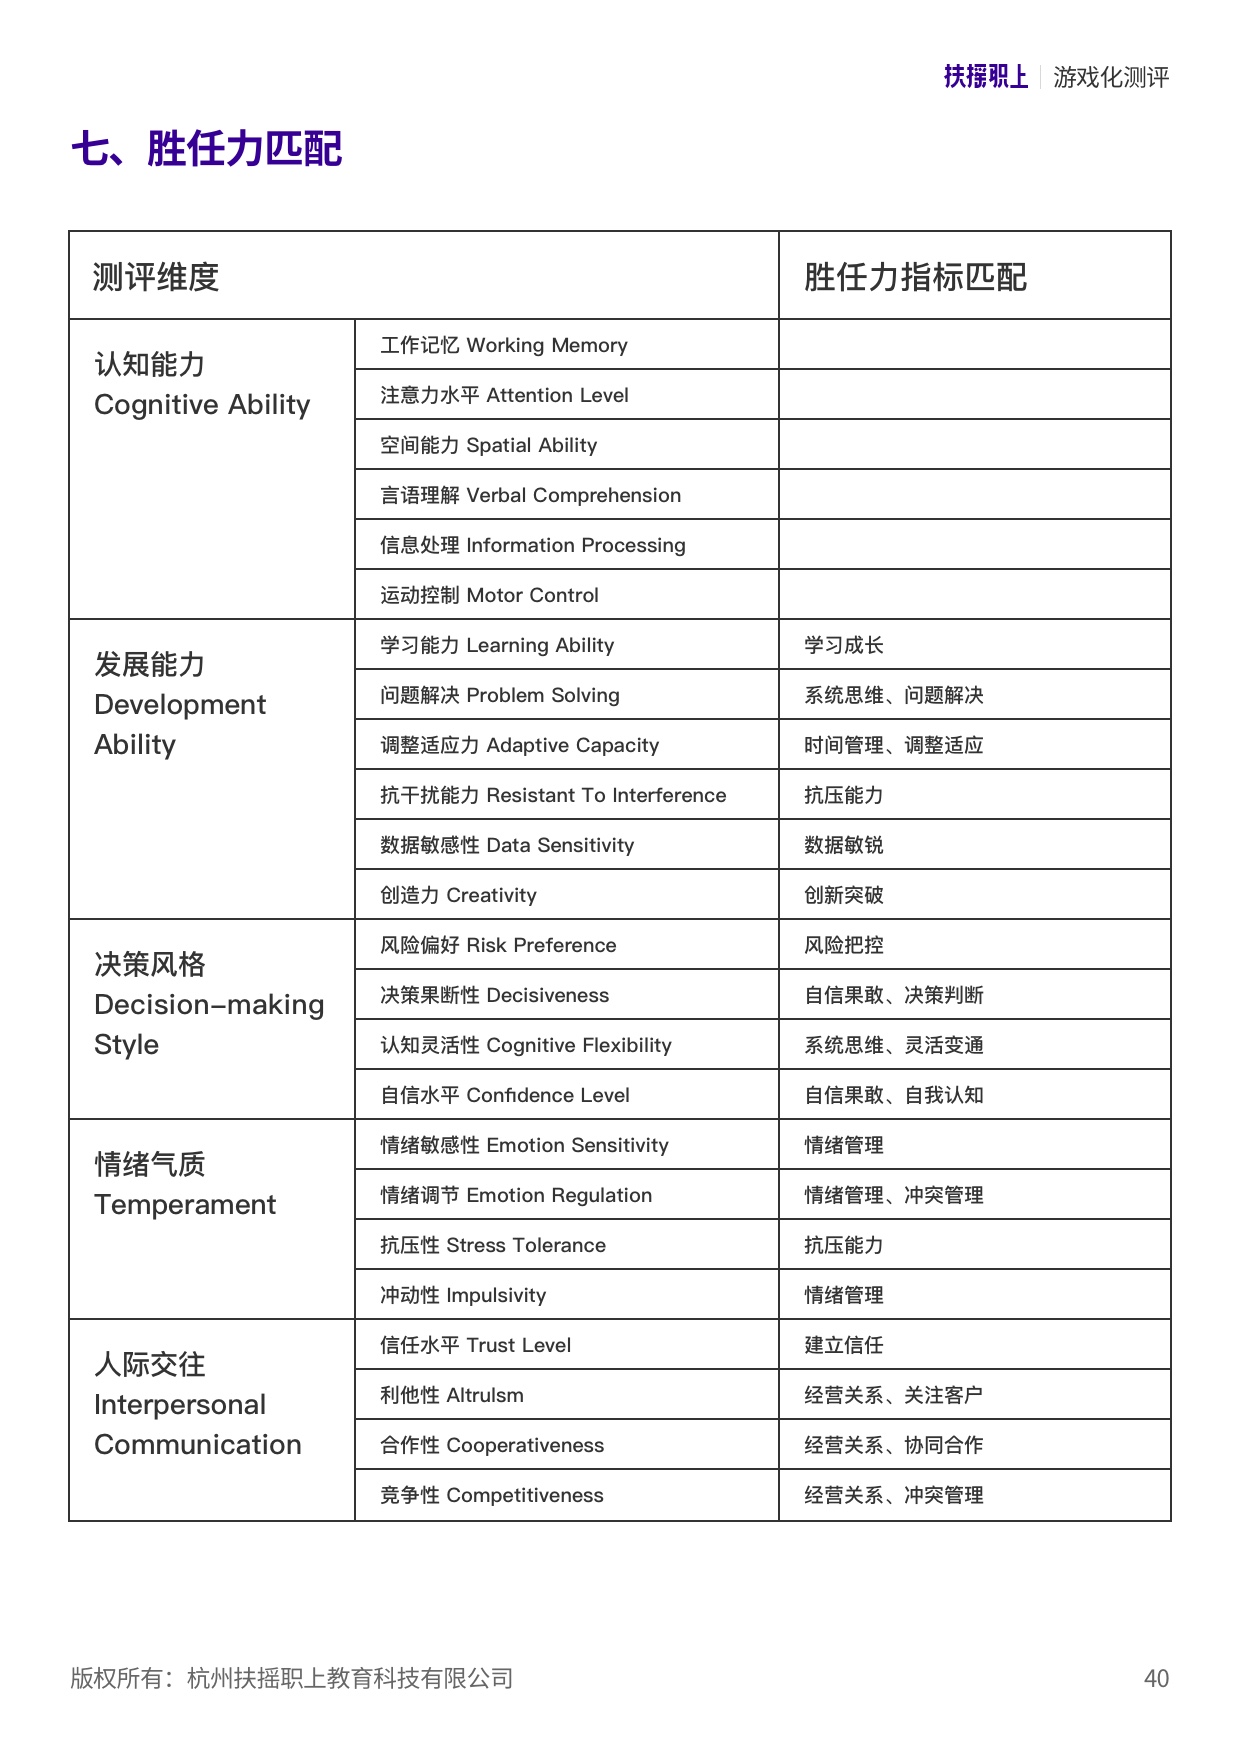 扶摇职上 游戏化测评
七、胜任力匹配
测评维度 胜任力指标匹配
认知能力
Cognitive Ability
工作记忆 Working Memory
注意力水平 Attention Level
空间能力 Spatial Ability
言语理解 Verbal Comprehension
信息处理 Information Processing
运动控制 Motor Control
发展能力
Development
Ability
学习能力 Learning Ability 学习成长
问题解决 Problem Solving 系统思维、问题解决
调整适应力 Adaptive Capacity 时间管理、调整适应
抗干扰能力 Resistant To Interference 抗压能力
数据敏感性 Data Sensitivity 数据敏锐
创造力 Creativity 创新突破
决策风格
Decision-making
Style
风险偏好 Risk Preference 风险把控
决策果断性 Decisiveness 自信果敢、决策判断
认知灵活性 Cognitive Flexibility 系统思维、灵活变通
自信水平 Confidence Level 自信果敢、自我认知
情绪气质
Temperament
情绪敏感性 Emotion Sensitivity 情绪管理
情绪调节 Emotion Regulation 情绪管理、冲突管理
抗压性 Stress Tolerance 抗压能力
冲动性 Impulsivity 情绪管理
人际交往
Interpersonal
Communication
信任水平 Trust Level 建立信任
利他性 Altrulsm 经营关系、关注客户
合作性 Cooperativeness 经营关系、协同合作
竞争性 Competitiveness 经营关系、冲突管理
版权所有：杭州扶摇职上教育科技有限公司 40